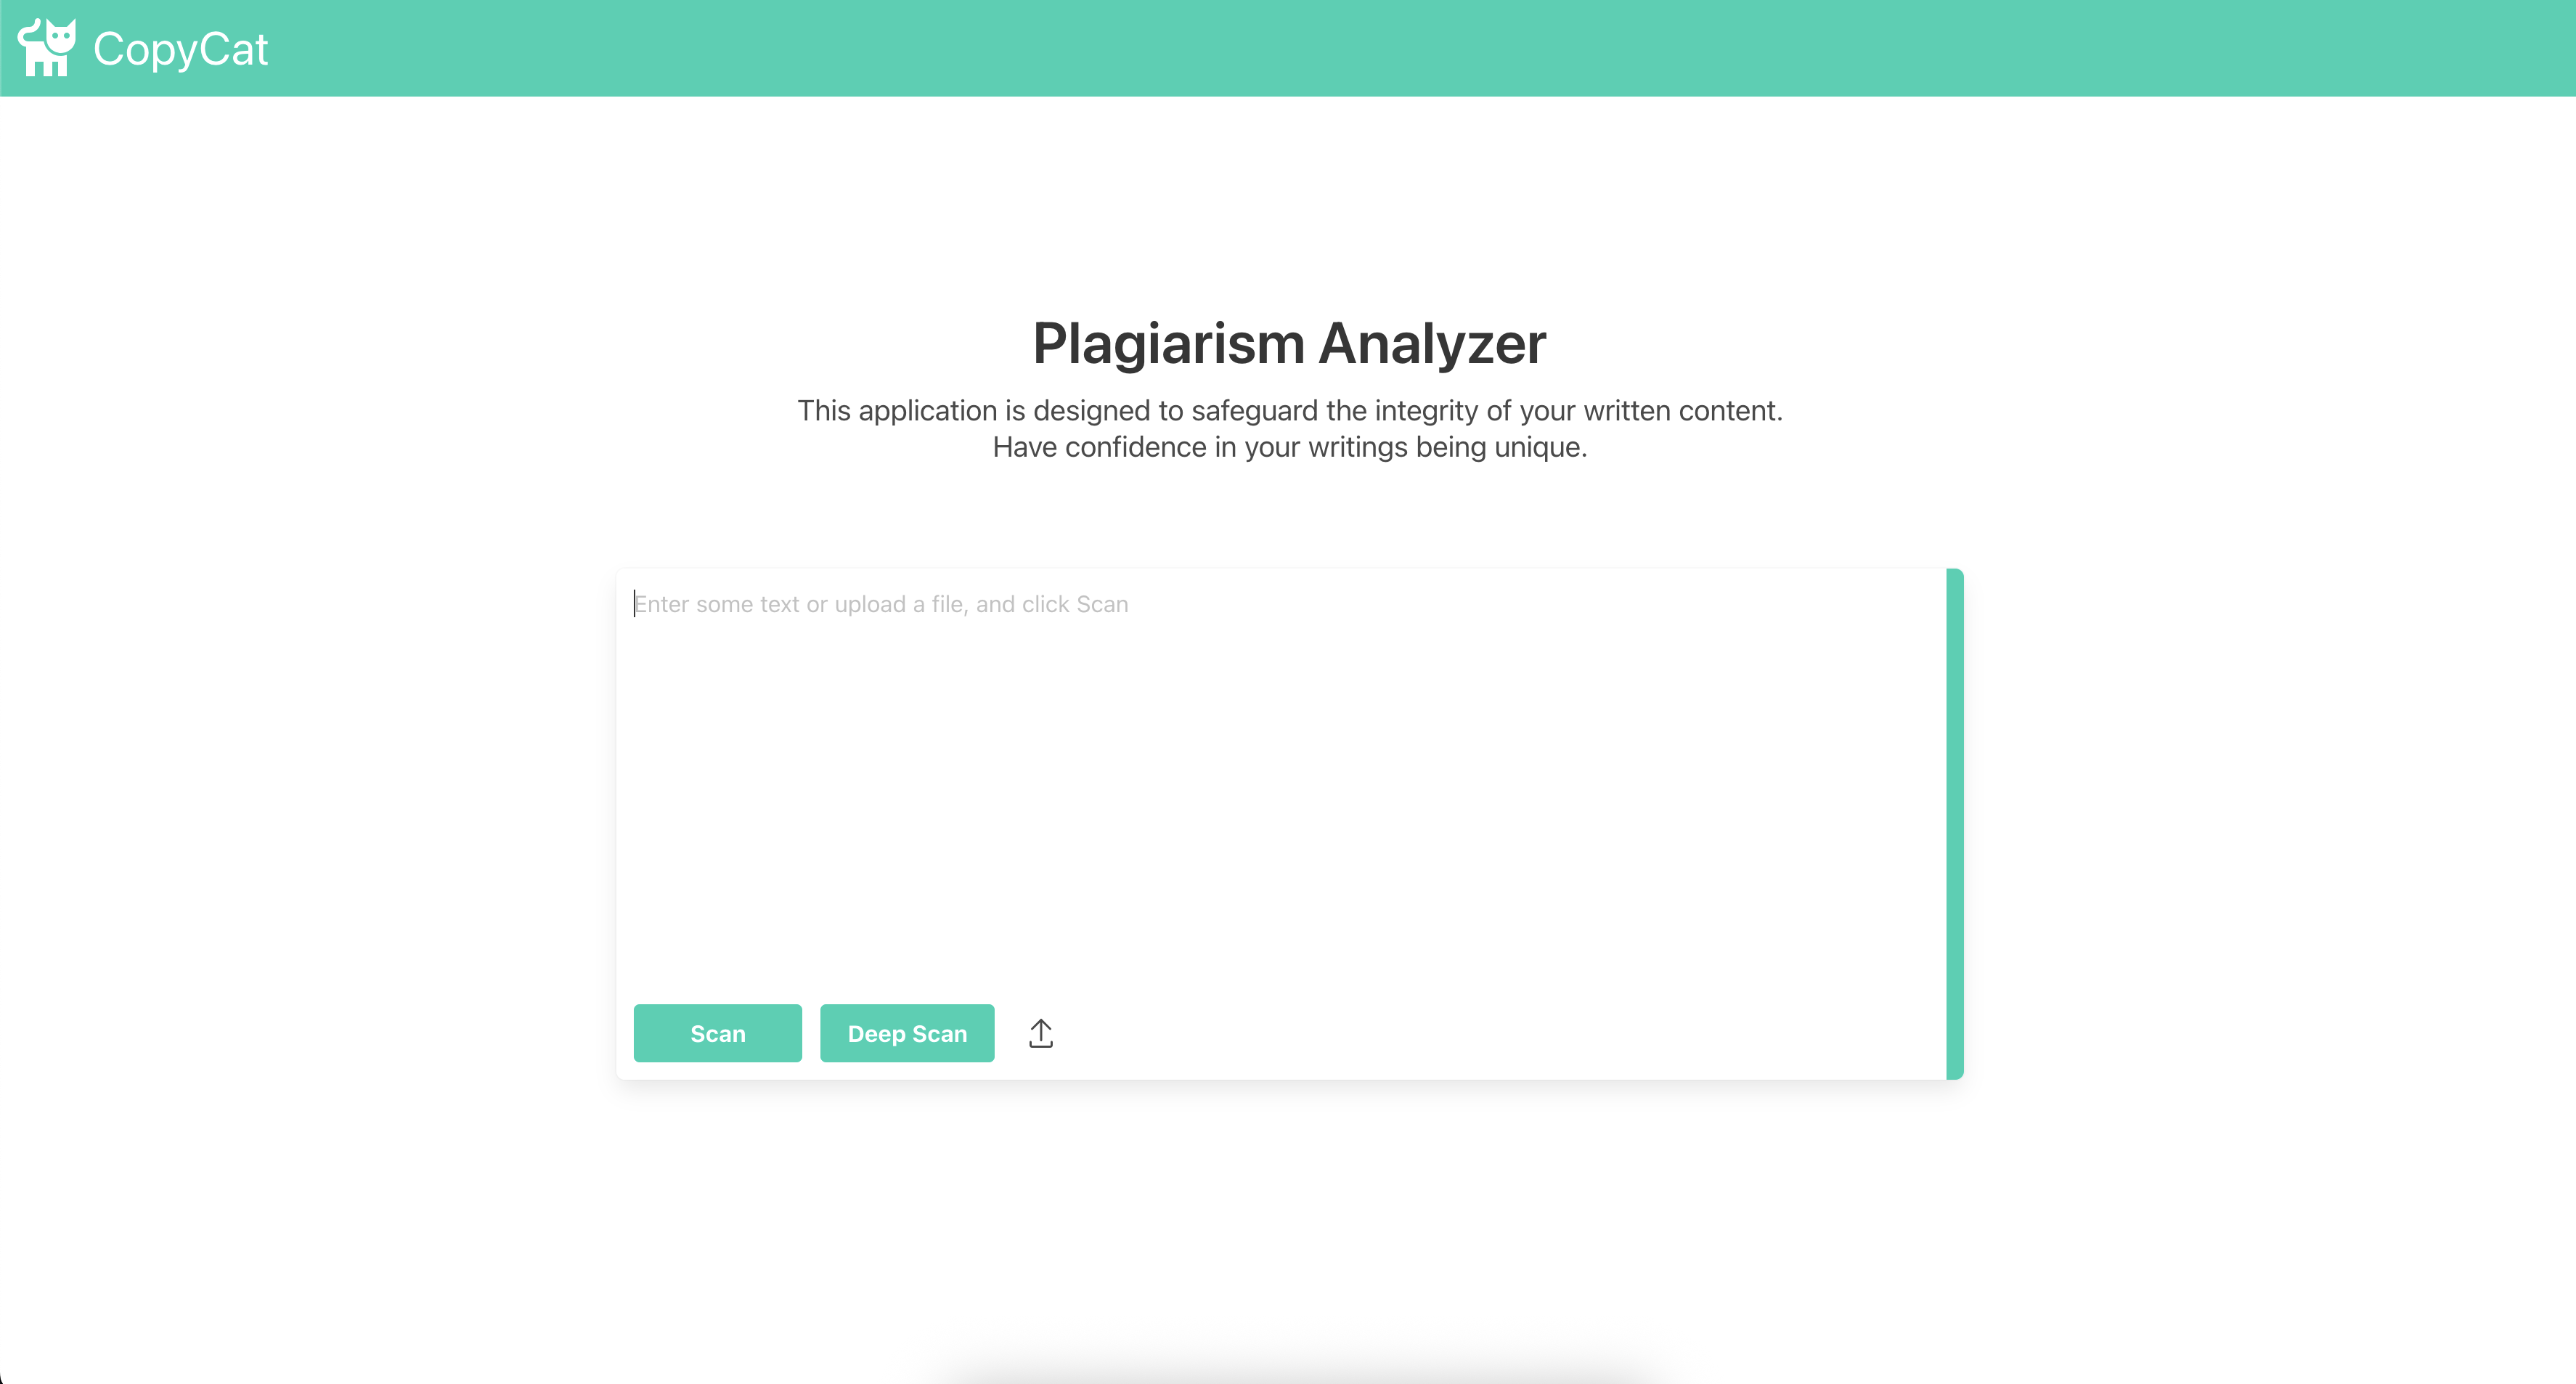 CopyCat
Plagiarism Analyzer
This application is designed to safeguard the integrity of your written content.
Have confidence in your writings being unique.
Enter some text or upload a file, and click Scan
Scan
Deep Scan